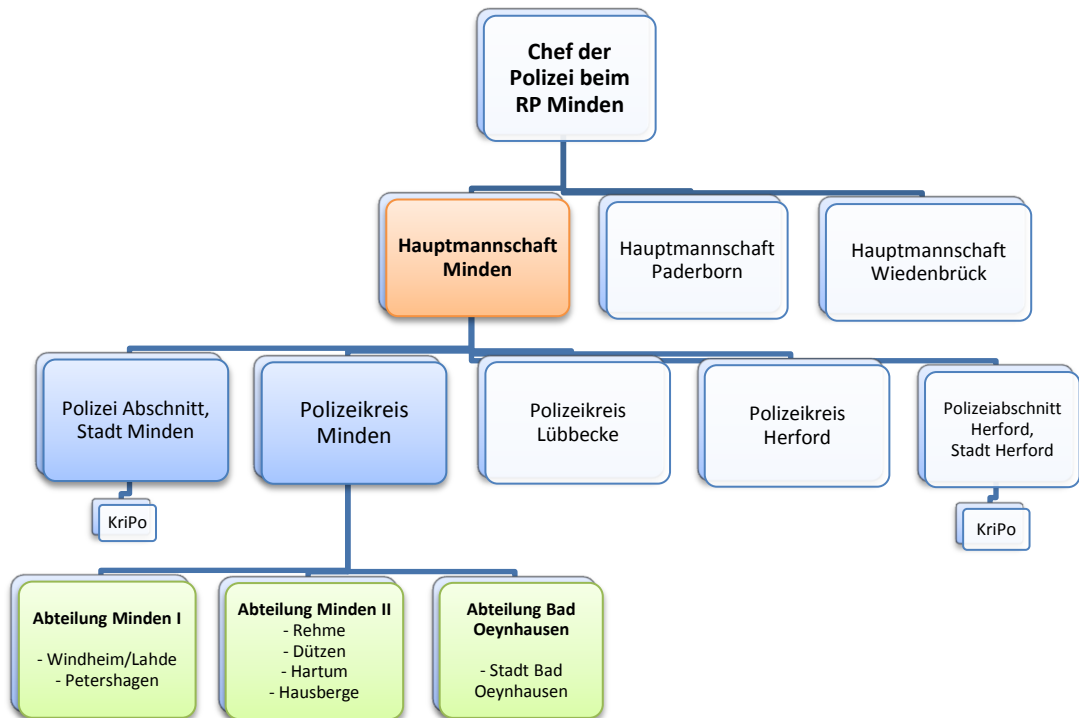 Chef der
Polizei beim
RP Minden
Hauptmannschaft
Minden
Hauptmannschaft
Paderborn
Hauptmannschaft
Wiedenbrück
Polizei Abschnitt,
Stadt Minden
Polizeikreis
Minden
Polizeikreis
Lübbecke
Polizeikreis
Herford
Polizeiabschnitt
Herford,
Stadt Herford
KriPo
KriPo
Abteilung Minden I
- Windheim/Lahde
- Petershagen
Abteilung Minden II
- Rehme
- Dützen
- Hartum
- Hausberge
Abteilung Bad
Oeynhausen
- Stadt Bad
Oeynhausen